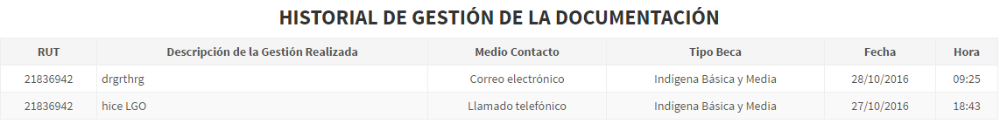 HISTORIAL DE GESTIÓN DE LA DOCUMENTACIÓN
RUT Descripción de la Gestión Realizada Medio Contacto Tipo Beca Fecha Hora
21836942 drgrthrg Correo electrónico Indígena Básica y Media 28/10/2016 09:25
21836942 hice LGO Llamado telefónico Indígena Básica y Media 27/10/2016 18:43